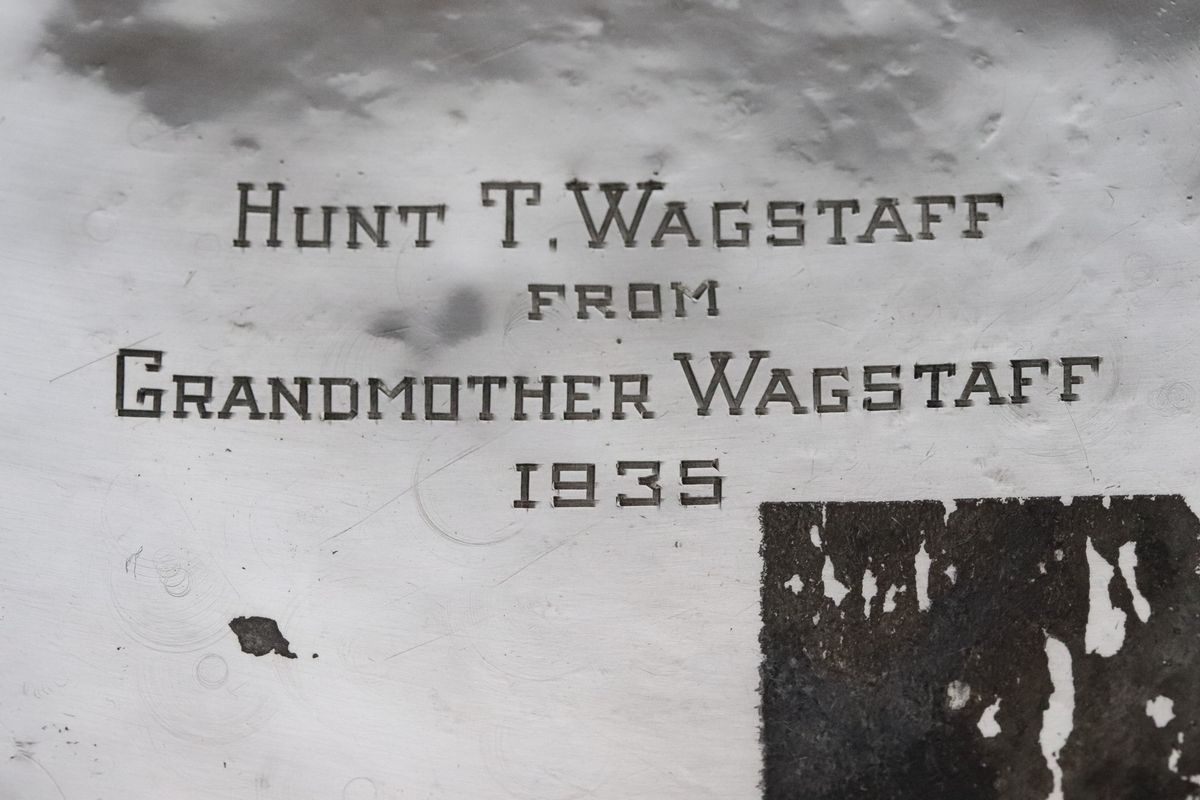 Hunt T. Wagstaff
from
Grandmother Wagstaff
1935